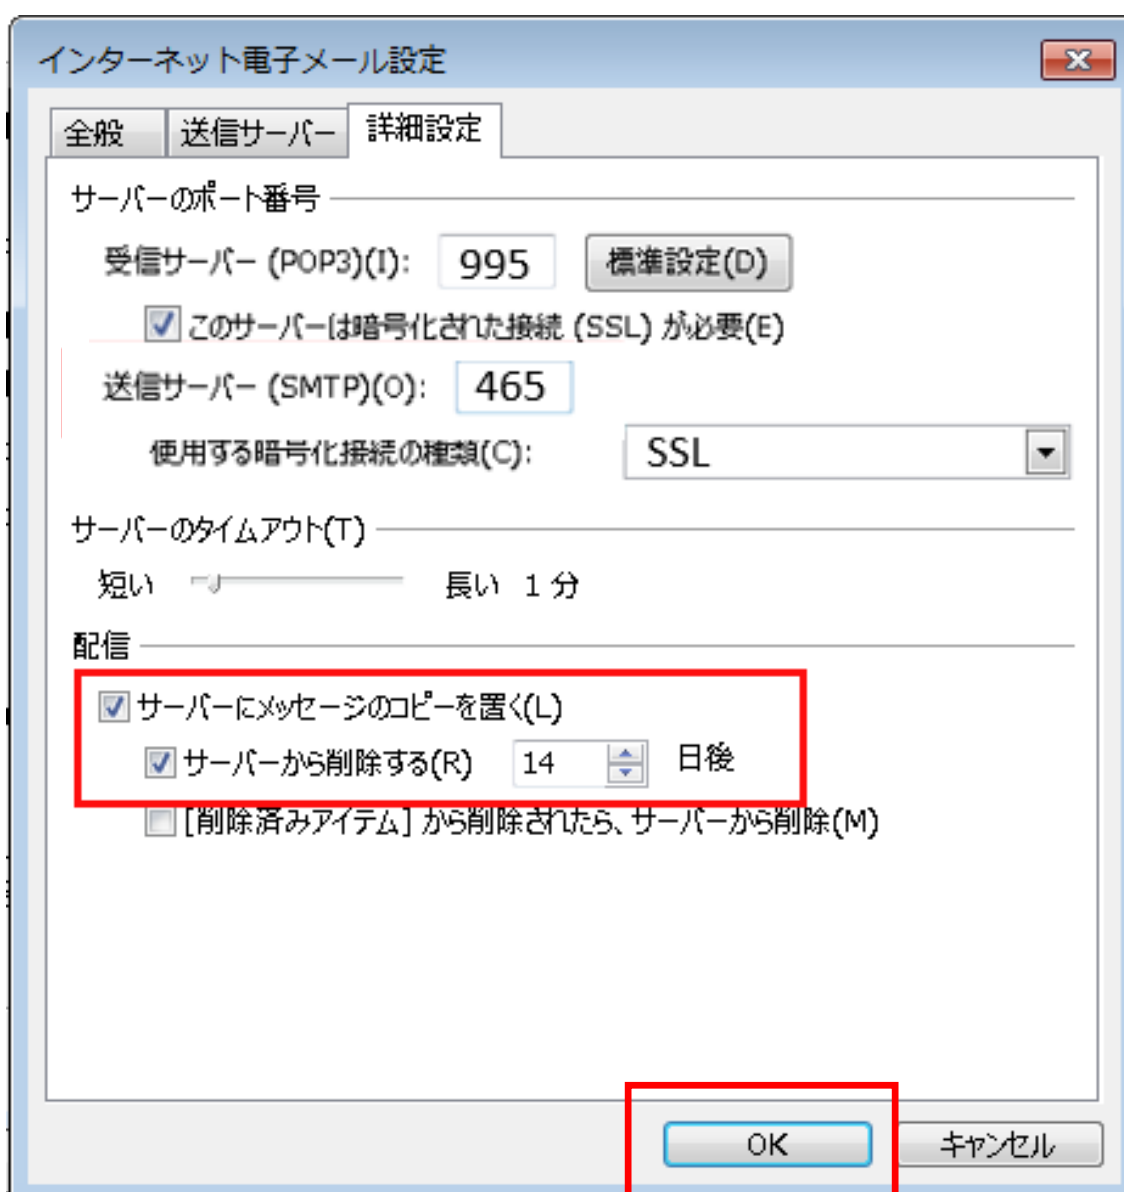 インターネット電子メール設定
全般 送信サーバー 詳細設定
サーバーのポート番号
受信サーバー (POP3)(I): 995 標準設定(D)
このサーバーは暗号化された接続 (SSL) が必要(E)
送信サーバー (SMTP)(O): 465
使用する暗号化接続の種類(C): SSL
サーバーのタイムアウト(T)
短い 長い 1 分
配信
サーバーにメッセージのコピーを置く(L)
サーバーから削除する(R) 14 日後
[削除済みアイテム] から削除されたら、サーバーから削除(M)
OK キャンセル